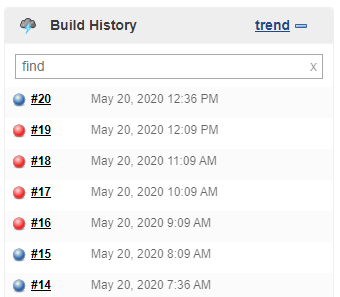 Build History trend
find x
#20 May 20, 2020 12:36 PM
#19 May 20, 2020 12:09 PM
#18 May 20, 2020 11:09 AM
#17 May 20, 2020 10:09 AM
#16 May 20, 2020 9:09 AM
#15 May 20, 2020 8:09 AM
#14 May 20, 2020 7:36 AM